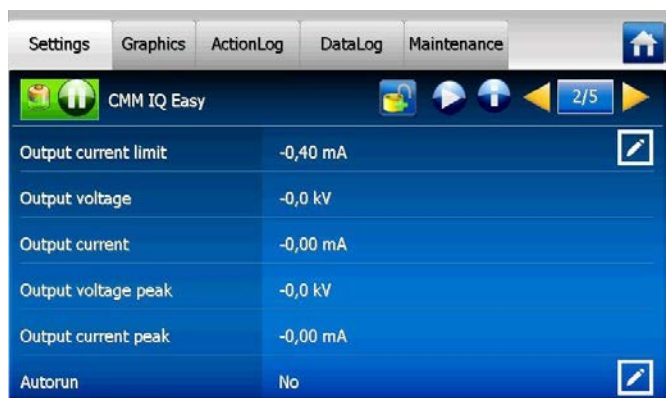 Settings Graphics ActionLog DataLog Maintenance
CMM IQ Easy 2/5
Output current limit -0,40 mA
Output voltage -0,0 kV
Output current -0,00 mA
Output voltage peak -0,0 kV
Output current peak -0,00 mA
Autorun No